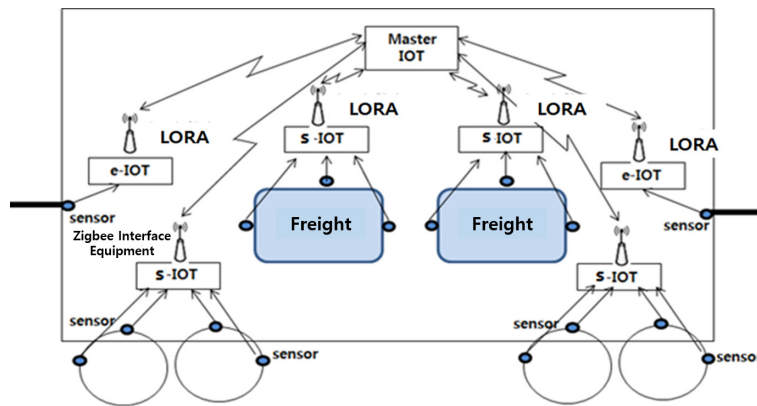 Master
IOT
LORA
LORA
LORA
LORA
s-IOT
s-IOT
e-IOT
e-IOT
sensor
Freight
Freight
sensor
Zigbee Interface
Equipment
s-IOT
s-IOT
sensor
sensor
sensor
sensor